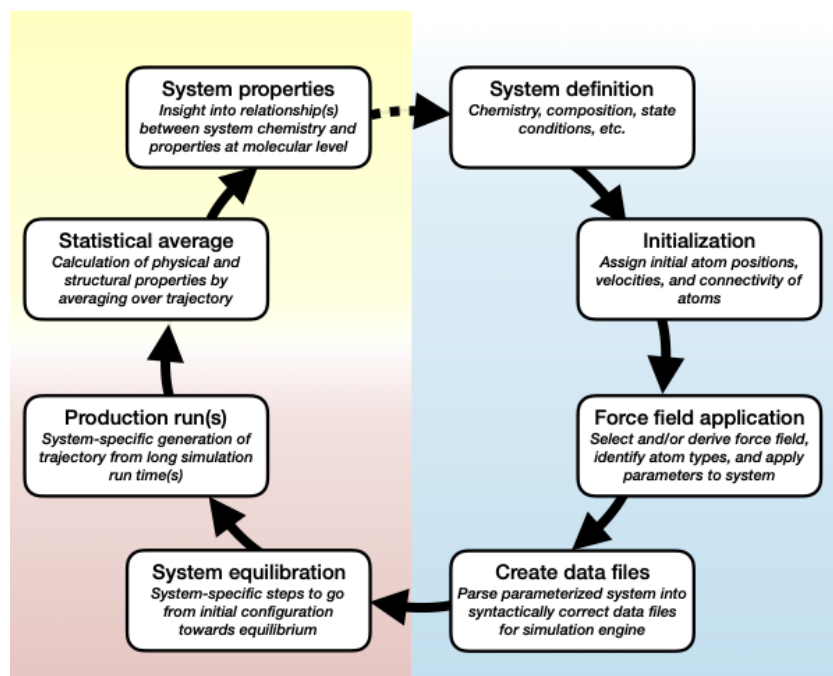 System properties
Insight into relationship(s)
between system chemistry and
properties at molecular level
System definition
Chemistry, composition, state
conditions, etc.
Statistical average
Calculation of physical and
structural properties by
averaging over trajectory
Initialization
Assign initial atom positions,
velocities, and connectivity of
atoms
Production run(s)
System-specific generation of
trajectory from long simulation
run time(s)
Force field application
Select and/or derive force field,
identify atom types, and apply
parameters to system
System equilibration
System-specific steps to go
from initial configuration
towards equilibrium
Create data files
Parse parameterized system into
syntactically correct data files
for simulation engine